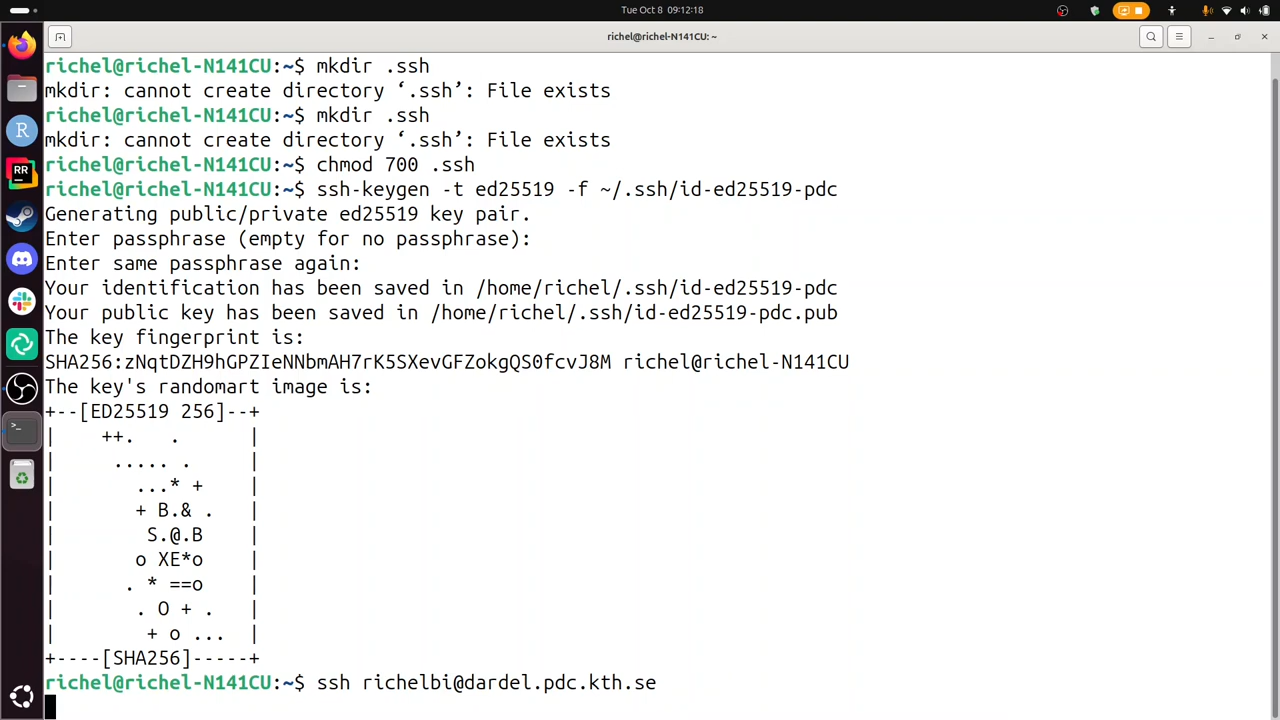 Tue Oct 8 09:12:18
richel@richel-N141CU: ~
richel@richel-N141CU:~$ mkdir .ssh
mkdir: cannot create directory ‘.ssh’: File exists
richel@richel-N141CU:~$ mkdir .ssh
mkdir: cannot create directory ‘.ssh’: File exists
richel@richel-N141CU:~$ chmod 700 .ssh
richel@richel-N141CU:~$ ssh-keygen -t ed25519 -f ~/.ssh/id-ed25519-pdc
Generating public/private ed25519 key pair.
Enter passphrase (empty for no passphrase):
Enter same passphrase again:
Your identification has been saved in /home/richel/.ssh/id-ed25519-pdc
Your public key has been saved in /home/richel/.ssh/id-ed25519-pdc.pub
The key fingerprint is:
SHA256:zNqtDZH9hGPZIeNNbmAH7rK5SXevGFZokgQS0fcvJ8M richel@richel-N141CU
The key's randomart image is:
+--[ED25519 256]--+
|    ++.   .      |
|     ..... .     |
|       ...* +    |
|       + B.& .   |
|        S.@.B    |
|       o XE*o    |
|      . * ==o    |
|       . O + .   |
|        + o ...  |
+----[SHA256]-----+
richel@richel-N141CU:~$ ssh richelbi@dardel.pdc.kth.se
R
RR
>_